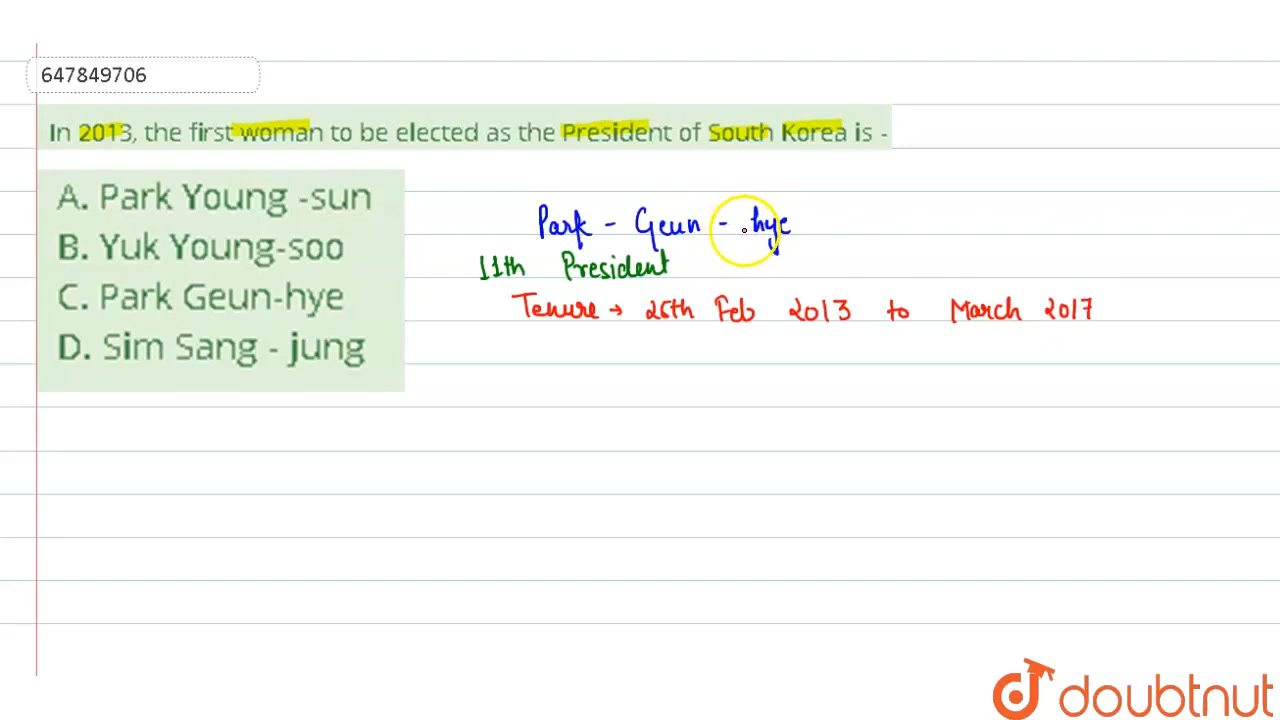 647849706
In 2013, the first woman to be elected as the President of South Korea is -
A. Park Young -sun
B. Yuk Young-soo
C. Park Geun-hye
D. Sim Sang - jung
Park - Geun - hye
11th President
Tenure → 25th Feb 2013 to March 2017
doubtnut